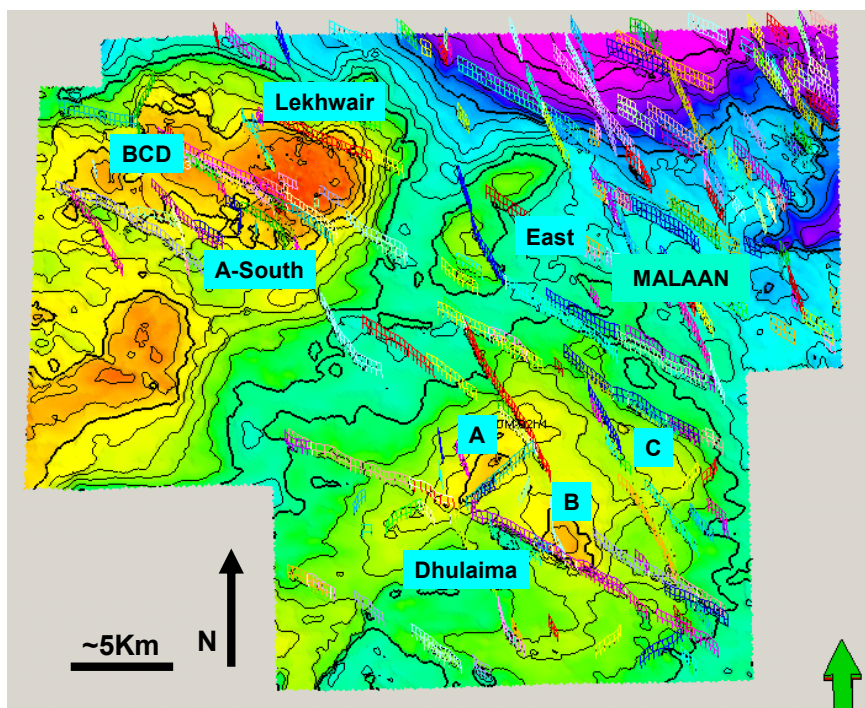 Lekhwair
BCD
East
A-South
MALAAN
A
C
B
Dhulaima
~5Km
N